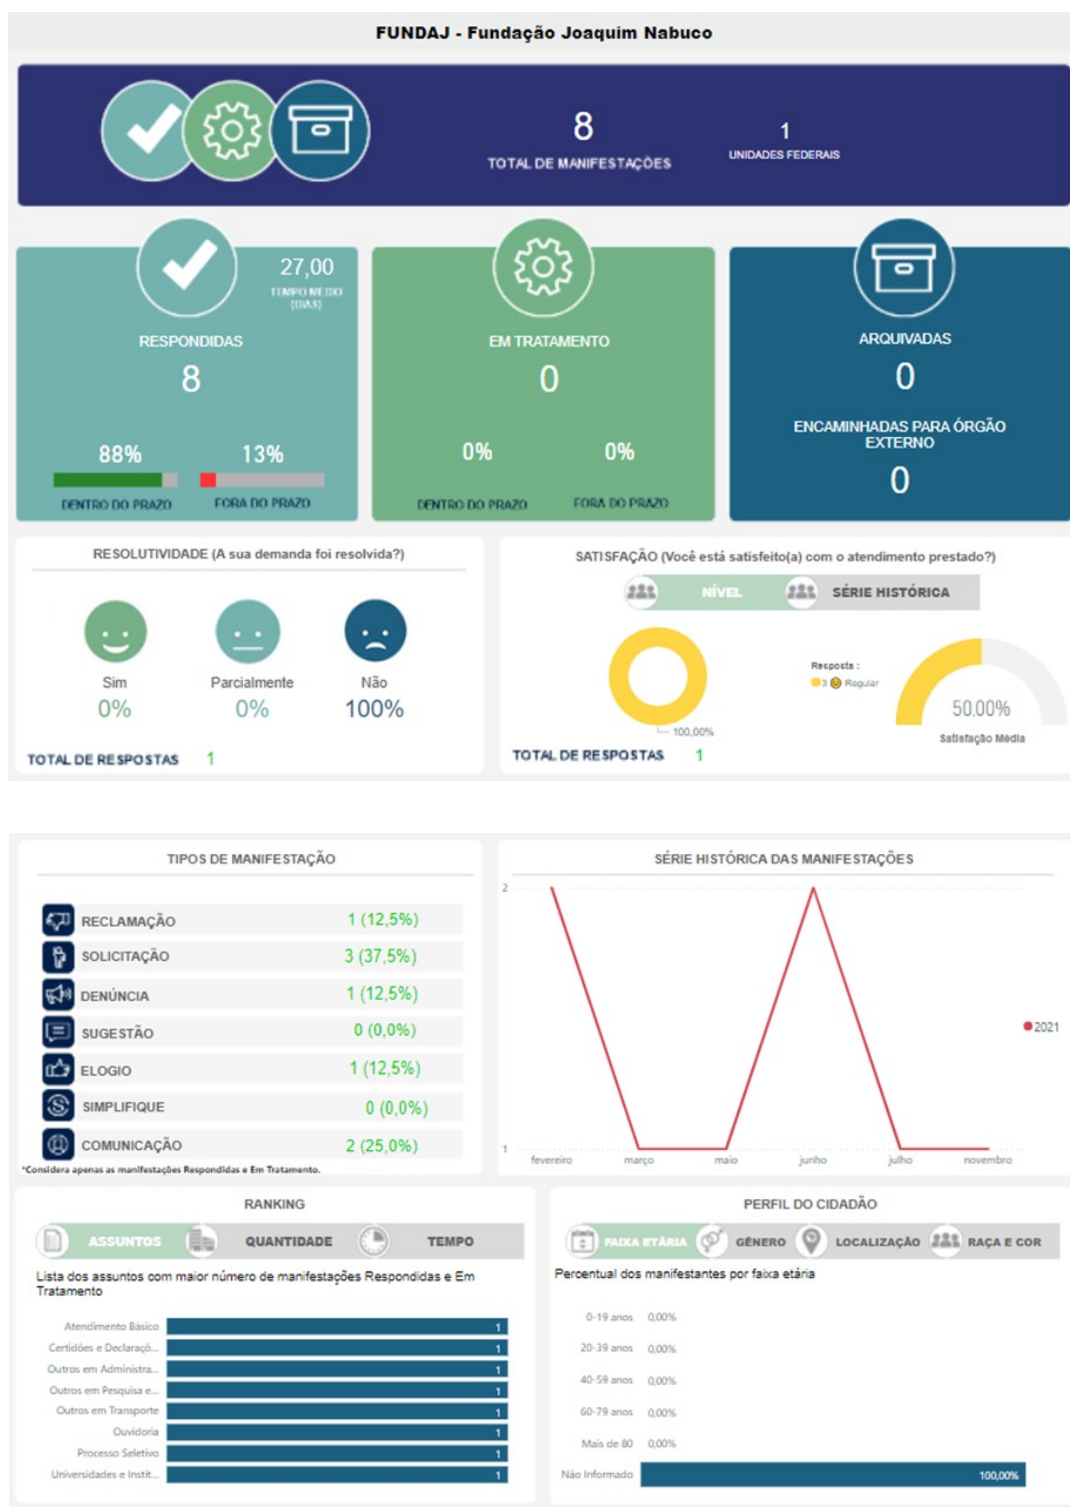 FUNDAJ - Fundação Joaquim Nabuco
8
TOTAL DE MANIFESTAÇÕES
1
UNIDADES FEDERAIS
27,00
TEMPO MEDIO
(DIAS)
RESPONDIDAS
8
88%
13%
DENTRO DO PRAZO
FORA DO PRAZO
EM TRATAMENTO
0
0%
0%
DENTRO DO PRAZO
FORA DO PRAZO
ARQUIVADAS
0
ENCAMINHADAS PARA ÓRGÃO
EXTERNO
0
RESOLUTIVIDADE (A sua demanda foi resolvida?)
Sim
Parcialmente
Não
0%
0%
100%
TOTAL DE RESPOSTAS 1
SATISFAÇÃO (Você está satisfeito(a) com o atendimento prestado?)
NÍVEL
SÉRIE HISTÓRICA
100,00%
Resposta :
3 Regular
50,00%
Satisfação Média
TOTAL DE RESPOSTAS 1
TIPOS DE MANIFESTAÇÃO
RECLAMAÇÃO 1 (12,5%)
SOLICITAÇÃO 3 (37,5%)
DENÚNCIA 1 (12,5%)
SUGESTÃO 0 (0,0%)
ELOGIO 1 (12,5%)
SIMPLIFIQUE 0 (0,0%)
COMUNICAÇÃO 2 (25,0%)
*Considera apenas as manifestações Respondidas e Em Tratamento.
SÉRIE HISTÓRICA DAS MANIFESTAÇÕES
2
1
fevereiro março maio junho julho novembro
2021
RANKING
ASSUNTOS QUANTIDADE TEMPO
Lista dos assuntos com maior número de manifestações Respondidas e Em
Tratamento
Atendimento Básico 1
Certidões e Declaraçõ... 1
Outros em Administra... 1
Outros em Pesquisa e... 1
Outros em Transporte 1
Ouvidoria 1
Processo Seletivo 1
Universidades e Instit... 1
PERFIL DO CIDADÃO
FAIXA ETÁRIA GÊNERO LOCALIZAÇÃO RAÇA E COR
Percentual dos manifestantes por faixa etária
0-19 anos 0,00%
20-39 anos 0,00%
40-59 anos 0,00%
60-79 anos 0,00%
Mais de 80 0,00%
Não Informado 100,00%